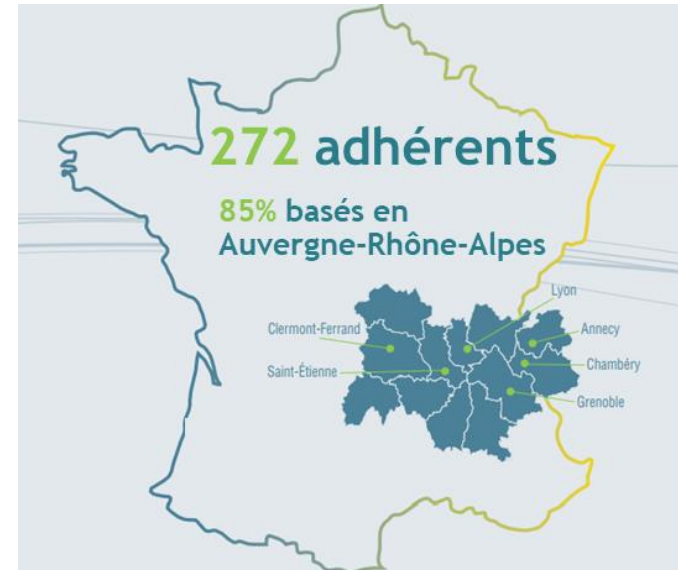 272 adhérents
85% basés en
Auvergne-Rhône-Alpes
Lyon
Clermont-Ferrand
Annecy
Saint-Étienne
Chambéry
Grenoble